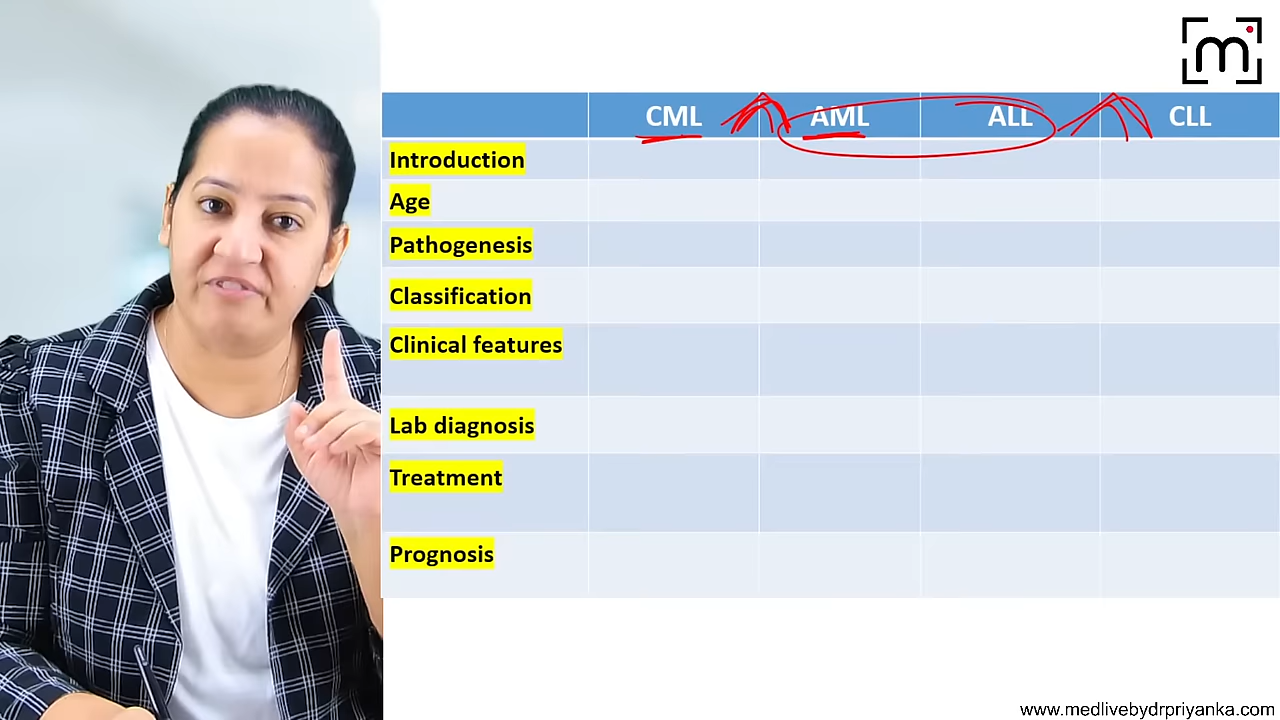 m
CML AML ALL CLL
Introduction
Age
Pathogenesis
Classification
Clinical features
Lab diagnosis
Treatment
Prognosis
www.medlivebydrpriyanka.com